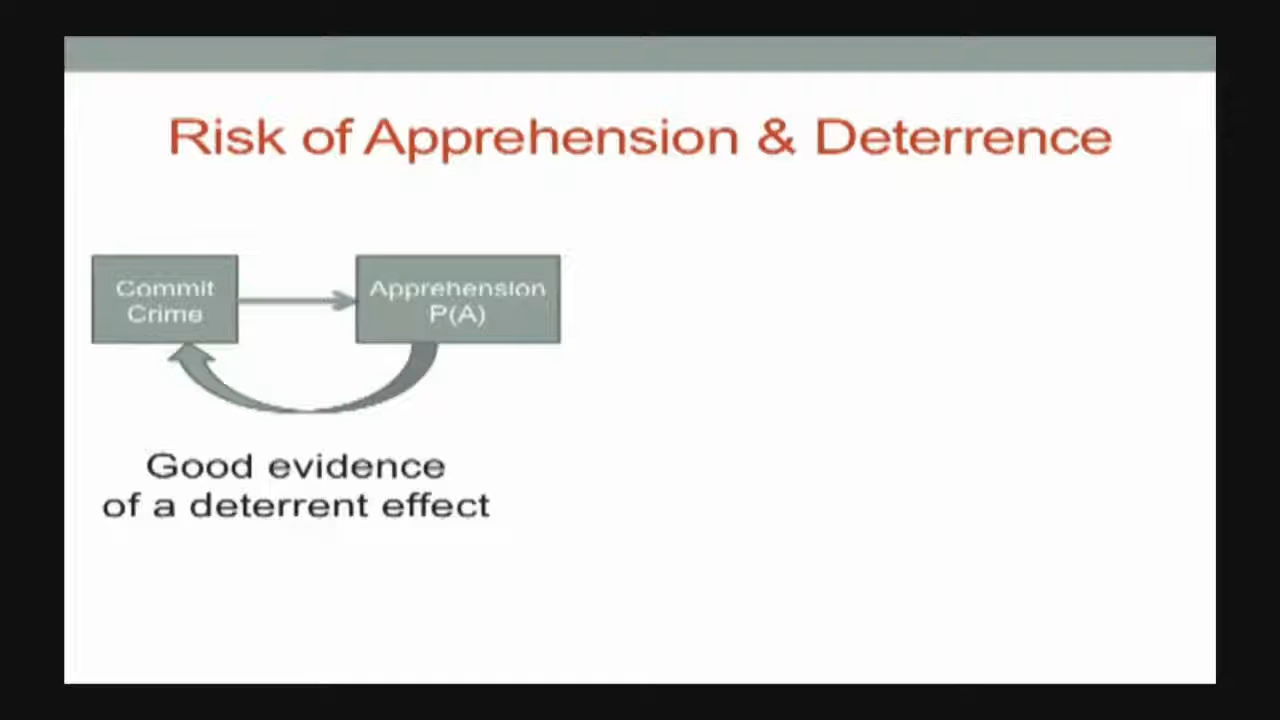 Risk of Apprehension & Deterrence
Commit
Crime
Apprehension
P(A)
Good evidence
of a deterrent effect